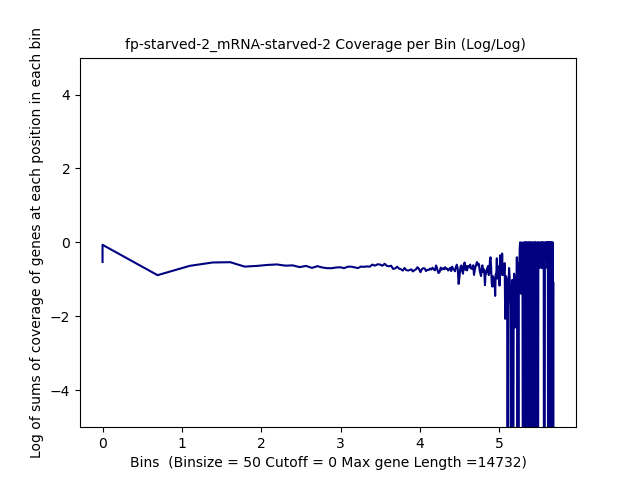 fp-starved-2_mRNA-starved-2 Coverage per Bin (Log/Log)
Log of sums of coverage of genes at each position in each bin
4
2
0
−2
−4
0 1 2 3 4 5
Bins  (Binsize = 50 Cutoff = 0 Max gene Length =14732)